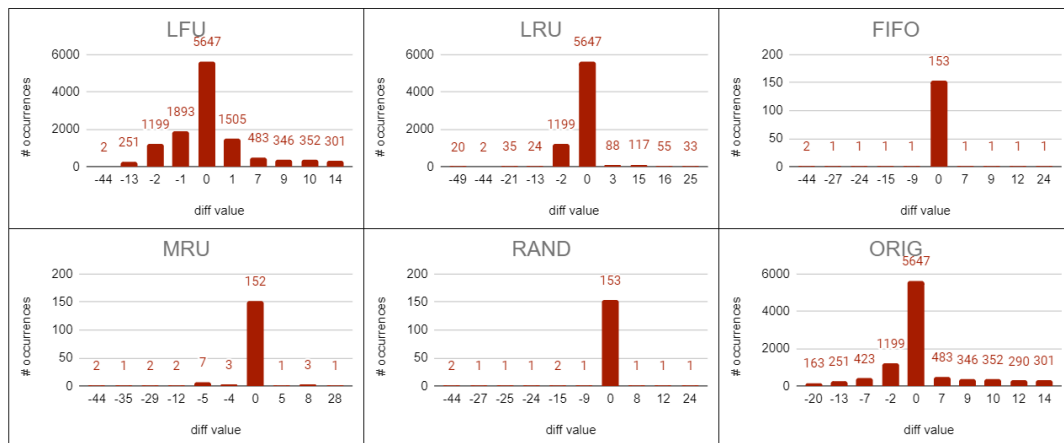 LFU
# occurrences
6000
4000
2000
0
2 251 1199 1893 5647 1505 483 346 352 301
-44 -13 -2 -1 0 1 7 9 10 14
diff value
LRU
# occurrences
6000
4000
2000
0
20 2 35 24 1199 5647 88 117 55 33
-49 -44 -21 -13 -2 0 3 15 16 25
diff value
FIFO
# occurrences
200
150
100
50
0
2 1 1 1 1 153 1 1 1 1
-44 -27 -24 -15 -9 0 7 9 12 24
diff value
MRU
# occurrences
200
150
100
50
0
2 1 2 2 7 3 152 1 3 1
-44 -35 -29 -12 -5 -4 0 5 8 28
diff value
RAND
# occurrences
200
150
100
50
0
2 1 1 1 2 1 153 1 1 1
-44 -27 -25 -24 -15 -9 0 8 12 24
diff value
ORIG
# occurrences
6000
4000
2000
0
163 251 423 1199 5647 483 346 352 290 301
-20 -13 -7 -2 0 7 9 10 12 14
diff value